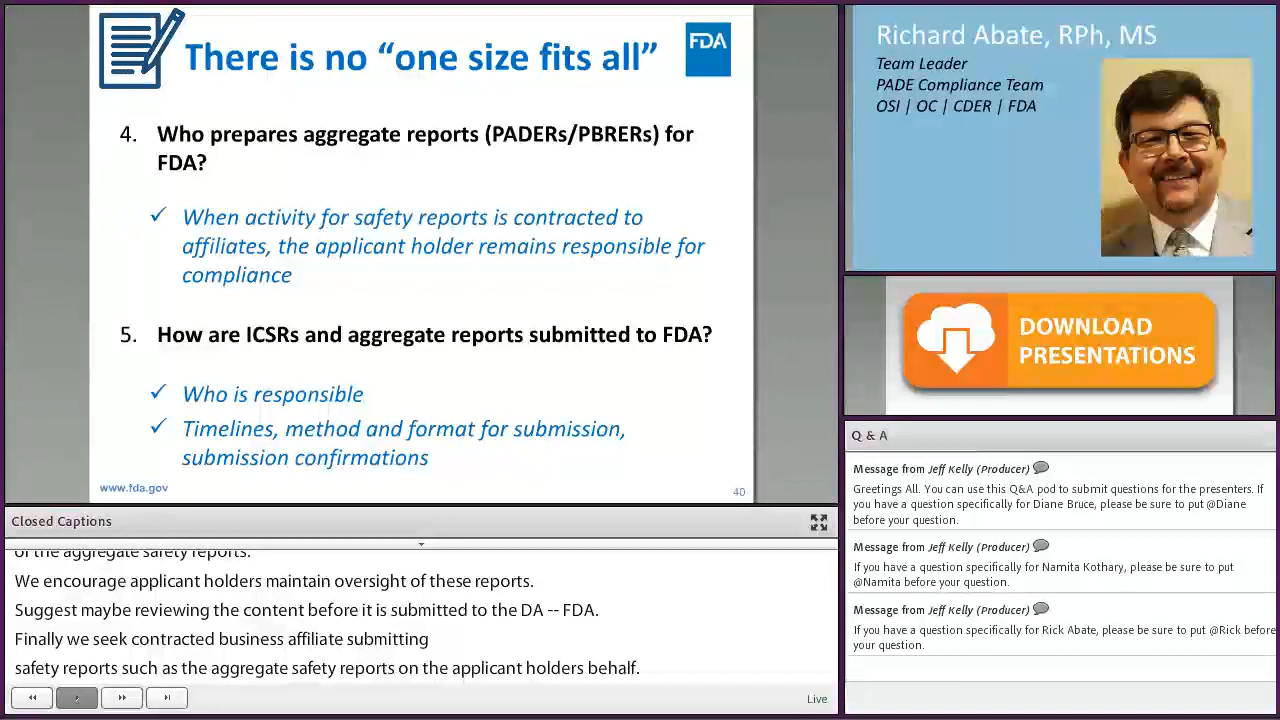 There is no “one size fits all”
FDA
4. Who prepares aggregate reports (PADERs/PBRERs) for
FDA?
✓ When activity for safety reports is contracted to
affiliates, the applicant holder remains responsible for
compliance
5. How are ICSRs and aggregate reports submitted to FDA?
✓ Who is responsible
✓ Timelines, method and format for submission,
submission confirmations
www.fda.gov
40
Closed Captions
of the aggregate safety reports.
We encourage applicant holders maintain oversight of these reports.
Suggest maybe reviewing the content before it is submitted to the DA -- FDA.
Finally we seek contracted business affiliate submitting
safety reports such as the aggregate safety reports on the applicant holders behalf.
Live
Richard Abate, RPh, MS
Team Leader
PADE Compliance Team
OSI | OC | CDER | FDA
DOWNLOAD
PRESENTATIONS
Q & A
Message from Jeff Kelly (Producer)
Greetings All. You can use this Q&A pod to submit questions for the presenters. If
you have a question specifically for Diane Bruce, please be sure to put @Diane
before your question.
Message from Jeff Kelly (Producer)
If you have a question specifically for Namita Kothary, please be sure to put
@Namita before your question.
Message from Jeff Kelly (Producer)
If you have a question specifically for Rick Abate, please be sure to put @Rick before
your question.